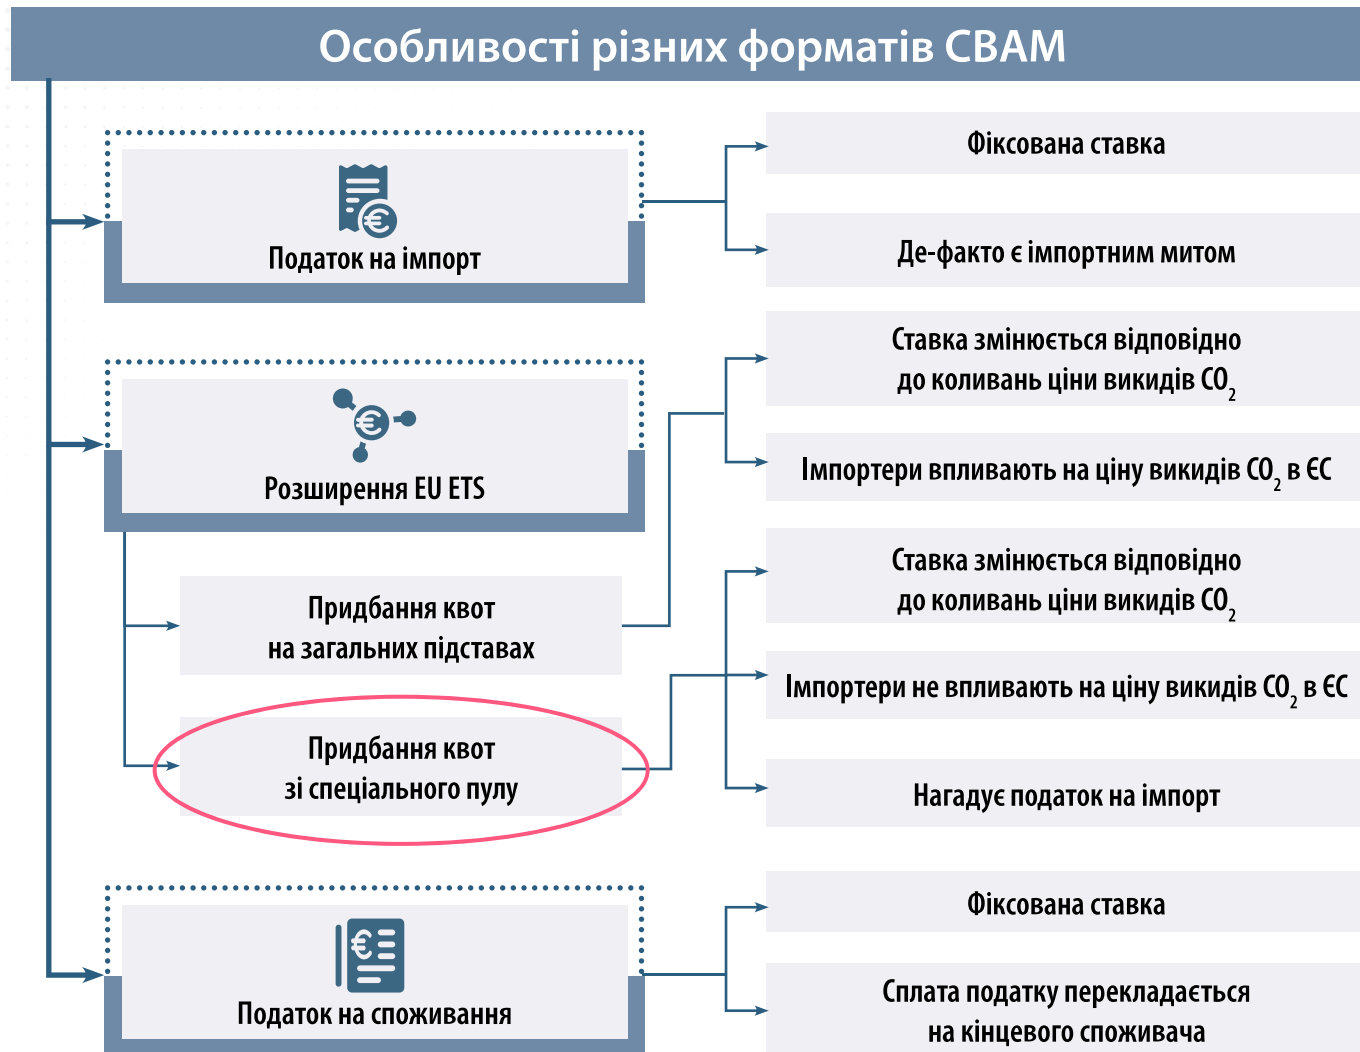 Особливості різних форматів CBAM
Податок на імпорт
Фіксована ставка
Де-факто є імпортним митом
Розширення EU ETS
Придбання квот
на загальних підставах
Ставка змінюється відповідно
до коливань ціни викидів CO₂
Імпортери впливають на ціну викидів CO₂ в ЄС
Придбання квот
зі спеціального пулу
Ставка змінюється відповідно
до коливань ціни викидів CO₂
Імпортери не впливають на ціну викидів CO₂ в ЄС
Нагадує податок на імпорт
Податок на споживання
Фіксована ставка
Сплата податку перекладається
на кінцевого споживача